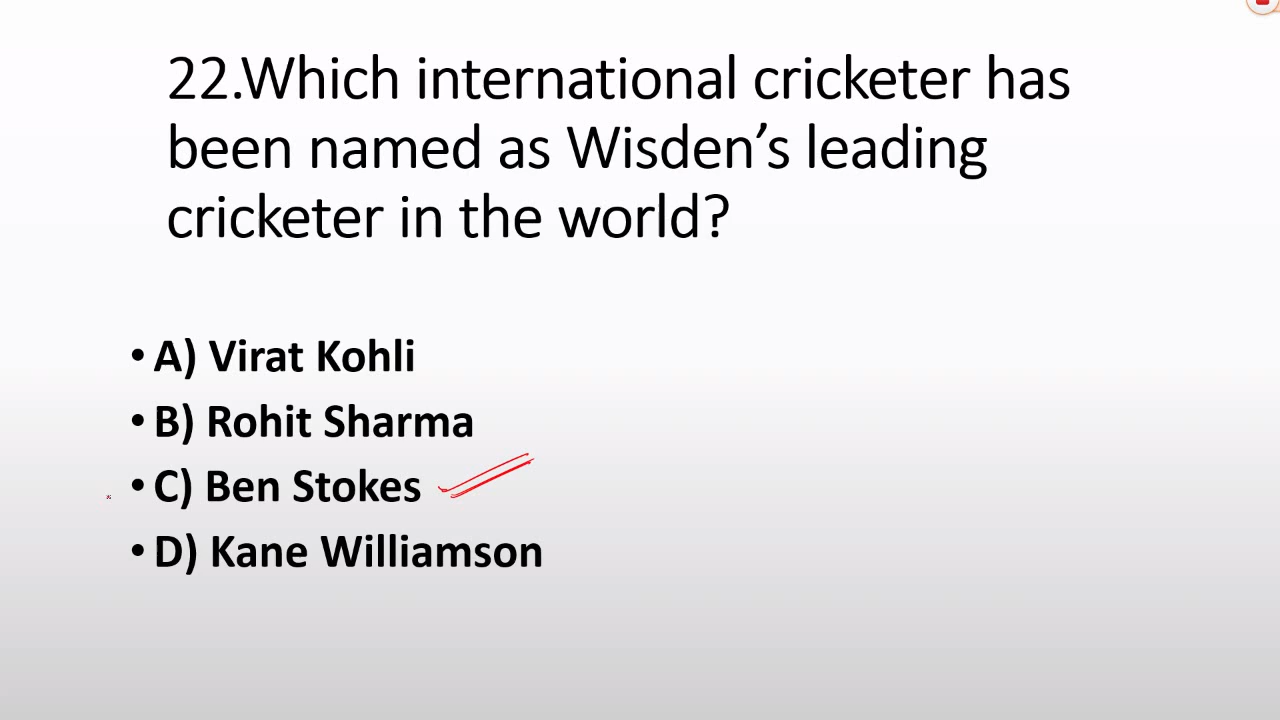 22.Which international cricketer has
been named as Wisden’s leading
cricketer in the world?
• A) Virat Kohli
• B) Rohit Sharma
• C) Ben Stokes
• D) Kane Williamson